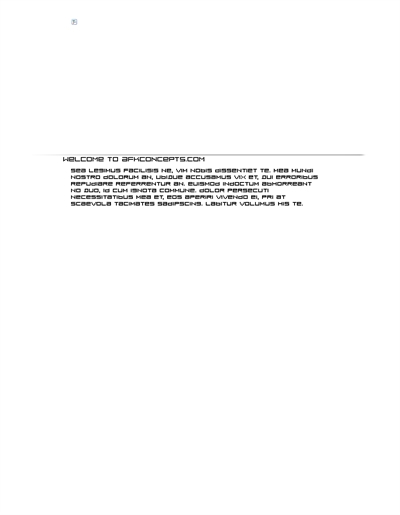 WELCOME TO AFKCONCEPTS.COM
SEA LEGIMUS FACILISIS NE, VIM NOBIS DISSENTIET TE. MEA MUNDI
NOSTRO DOLORUM AN, UBIQUE ACCUSAMUS VIX ET, QUI ERRORIBUS
REPUDIARE REFERRENTUR AN. EUISMOD INDOCTUM ABHORREANT
NO DUO, ID CUM IGNOTA COMMUNE. DOLOR PERSECUTI
NECESSITATIBUS MEA ET, EOS APERIRI VIVENDO EI, PRI AT
SCAEVOLA TACIMATES SADIPSCING. LABITUR VOLUMUS HIS TE.